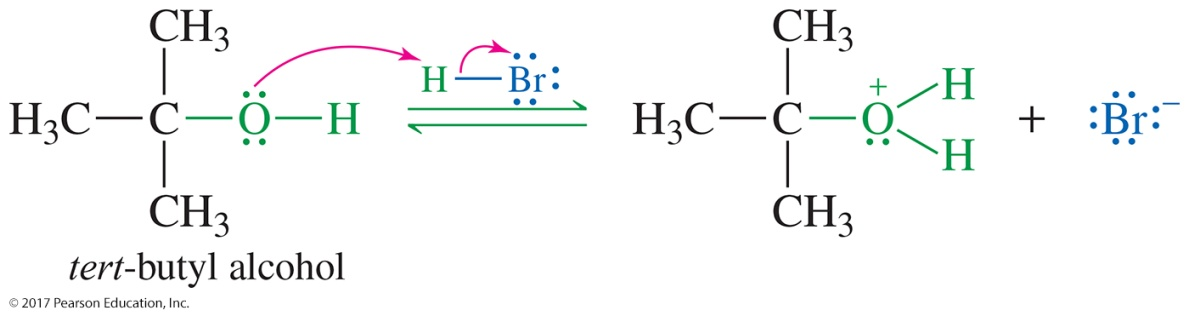 CH₃ CH₃
H—Br: + H
H₃C—C—O—H H₃C—C—O + :Br:⁻
H
CH₃ CH₃
tert-butyl alcohol
© 2017 Pearson Education, Inc.